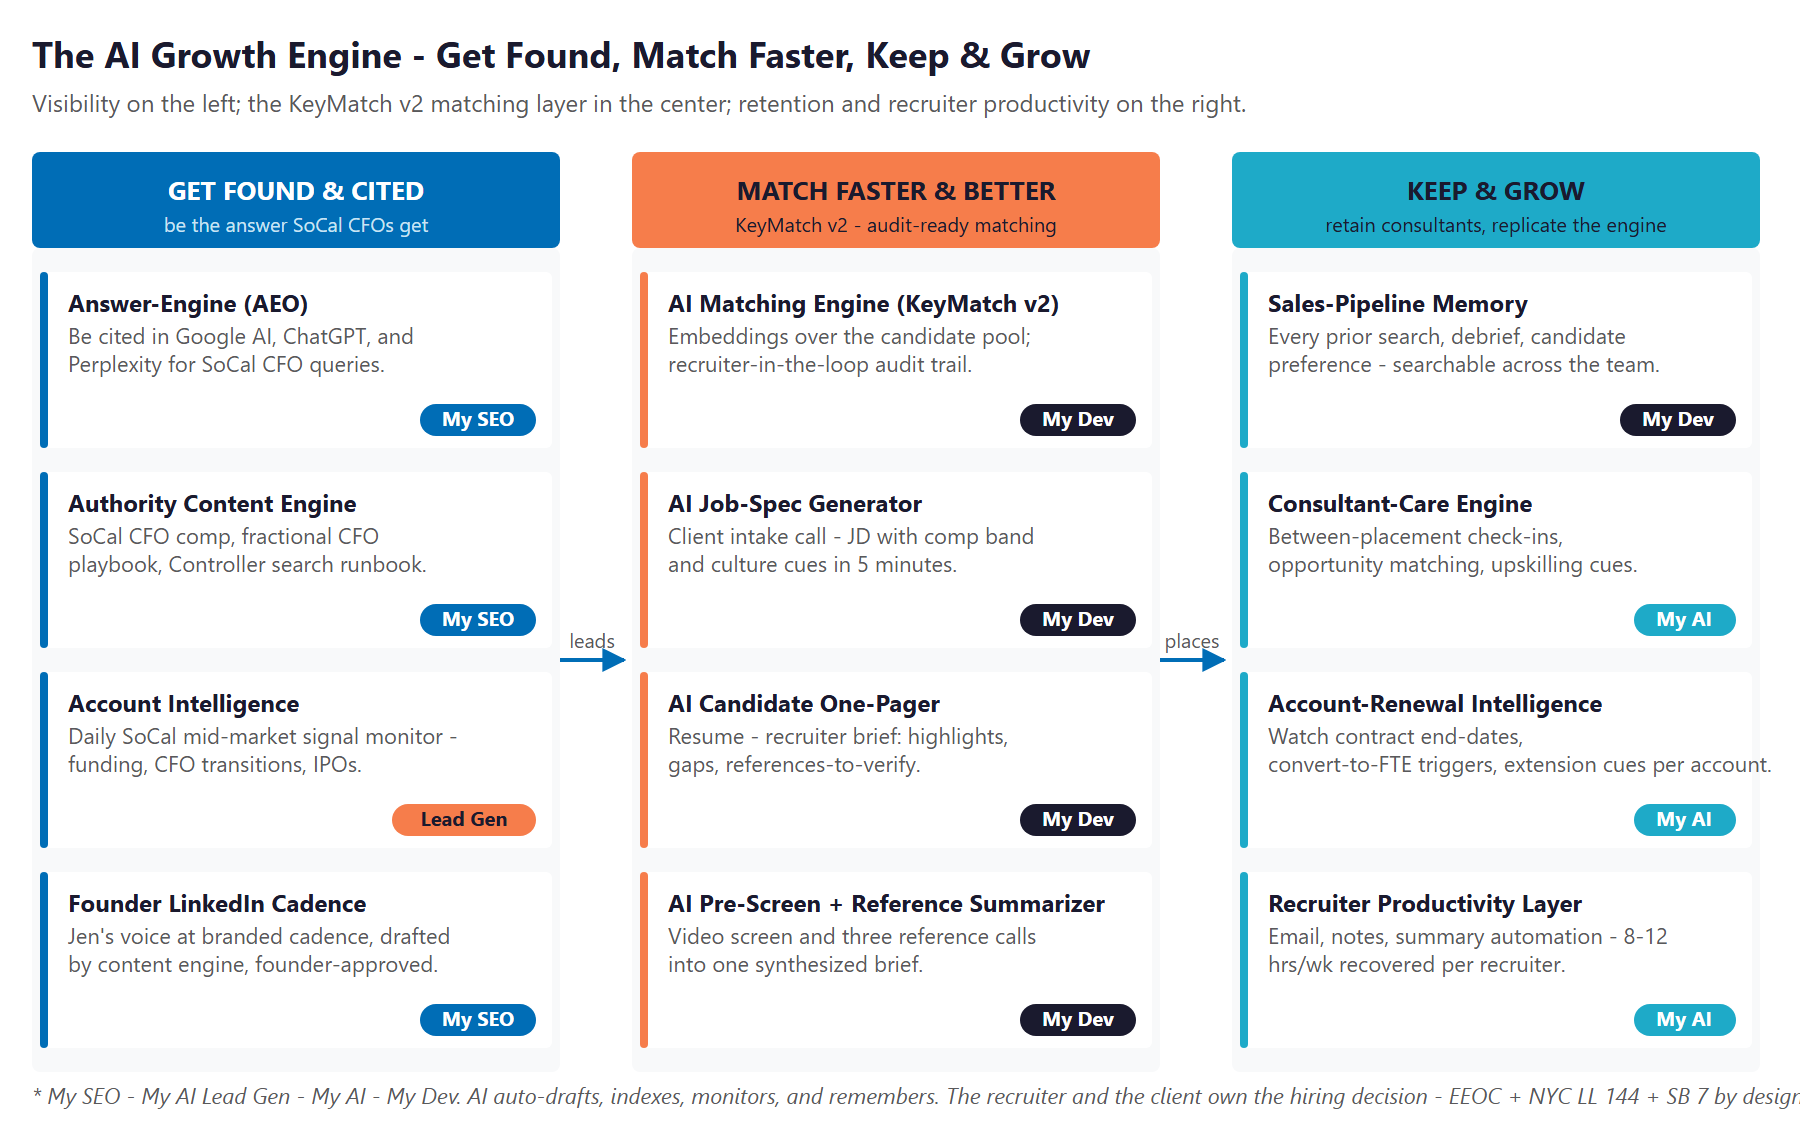 The AI Growth Engine - Get Found, Match Faster, Keep & Grow
Visibility on the left; the KeyMatch v2 matching layer in the center; retention and recruiter productivity on the right.
GET FOUND & CITED
be the answer SoCal CFOs get
Answer-Engine (AEO)
Be cited in Google AI, ChatGPT, and
Perplexity for SoCal CFO queries.
My SEO
Authority Content Engine
SoCal CFO comp, fractional CFO
playbook, Controller search runbook.
My SEO
Account Intelligence
Daily SoCal mid-market signal monitor -
funding, CFO transitions, IPOs.
Lead Gen
Founder LinkedIn Cadence
Jen's voice at branded cadence, drafted
by content engine, founder-approved.
My SEO
leads
MATCH FASTER & BETTER
KeyMatch v2 - audit-ready matching
AI Matching Engine (KeyMatch v2)
Embeddings over the candidate pool;
recruiter-in-the-loop audit trail.
My Dev
AI Job-Spec Generator
Client intake call - JD with comp band
and culture cues in 5 minutes.
My Dev
AI Candidate One-Pager
Resume - recruiter brief: highlights,
gaps, references-to-verify.
My Dev
AI Pre-Screen + Reference Summarizer
Video screen and three reference calls
into one synthesized brief.
My Dev
places
KEEP & GROW
retain consultants, replicate the engine
Sales-Pipeline Memory
Every prior search, debrief, candidate
preference - searchable across the team.
My Dev
Consultant-Care Engine
Between-placement check-ins,
opportunity matching, upskilling cues.
My AI
Account-Renewal Intelligence
Watch contract end-dates,
convert-to-FTE triggers, extension cues per account.
My AI
Recruiter Productivity Layer
Email, notes, summary automation - 8-12
hrs/wk recovered per recruiter.
My AI
* My SEO - My AI Lead Gen - My AI - My Dev. AI auto-drafts, indexes, monitors, and remembers. The recruiter and the client own the hiring decision - EEOC + NYC LL 144 + SB 7 by design